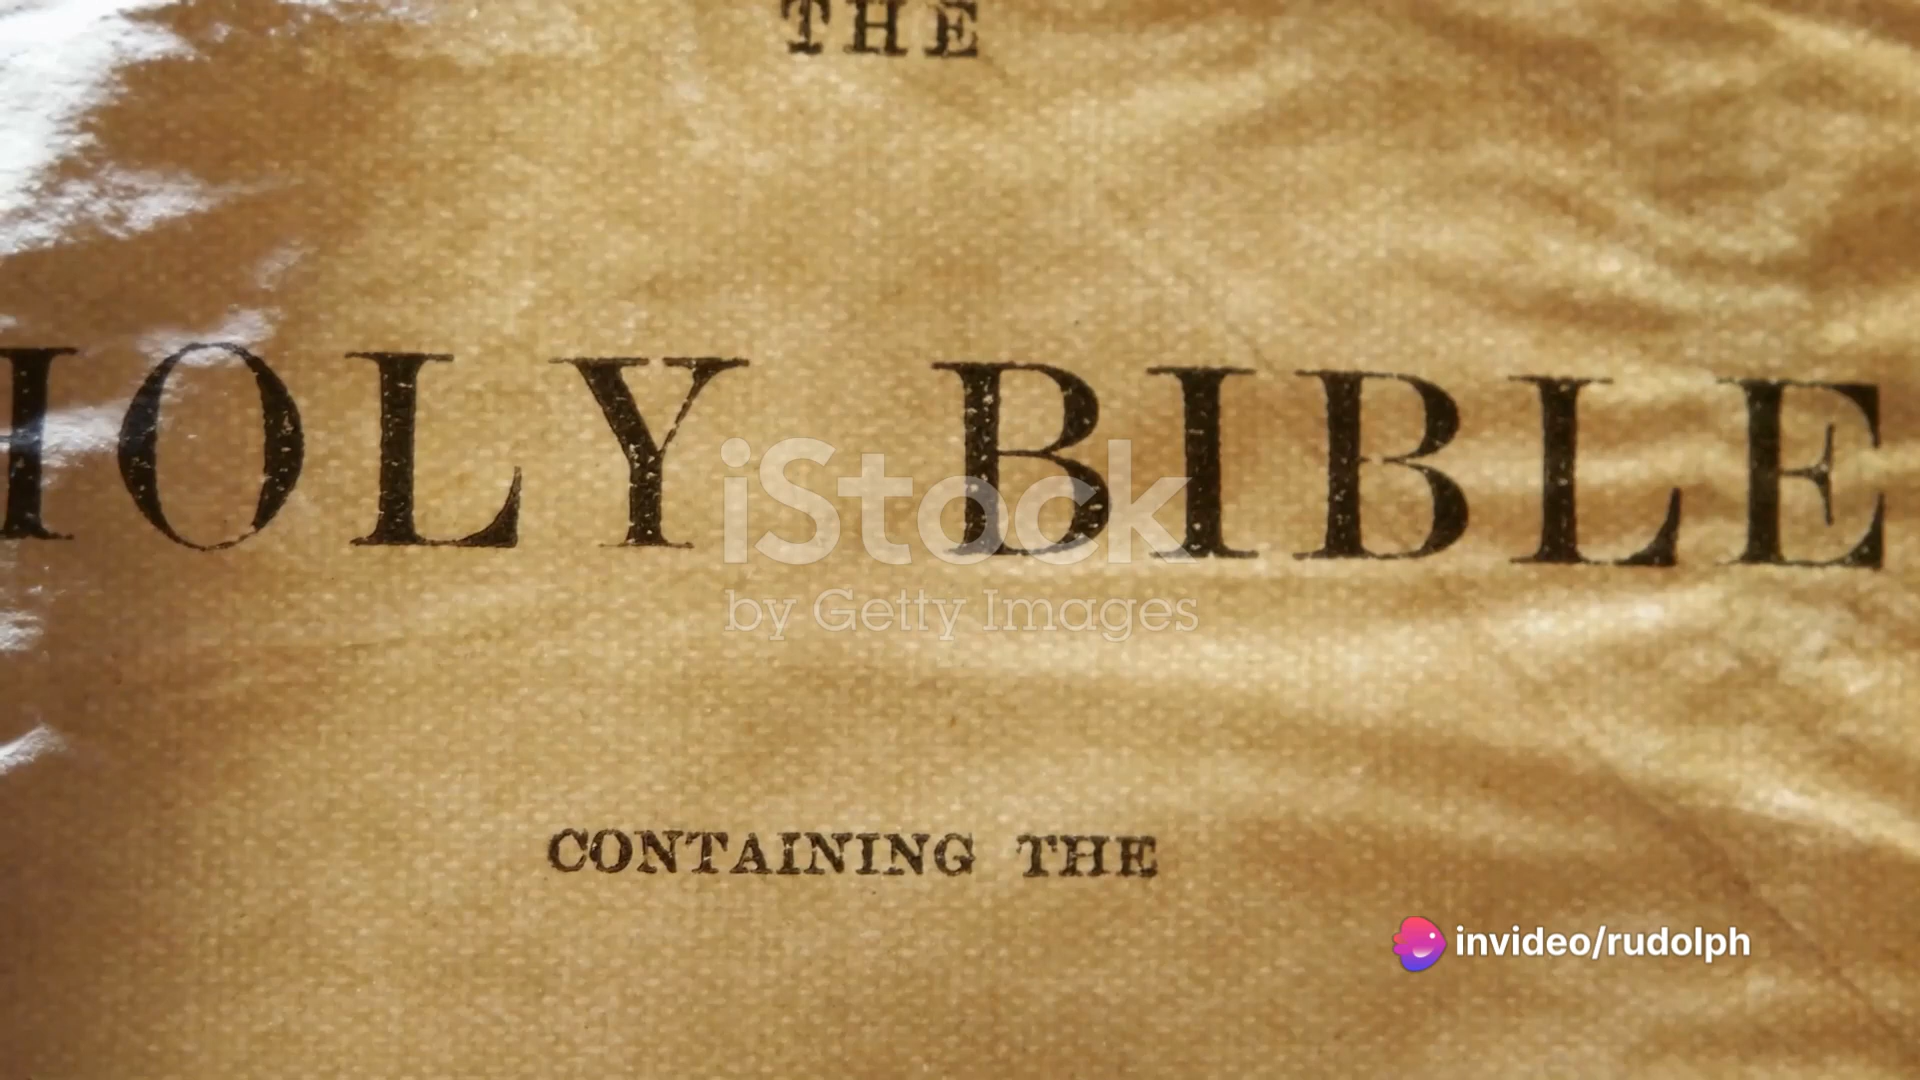 THE
HOLY BIBLE
iStock
by Getty Images
CONTAINING THE
invideo/rudolph